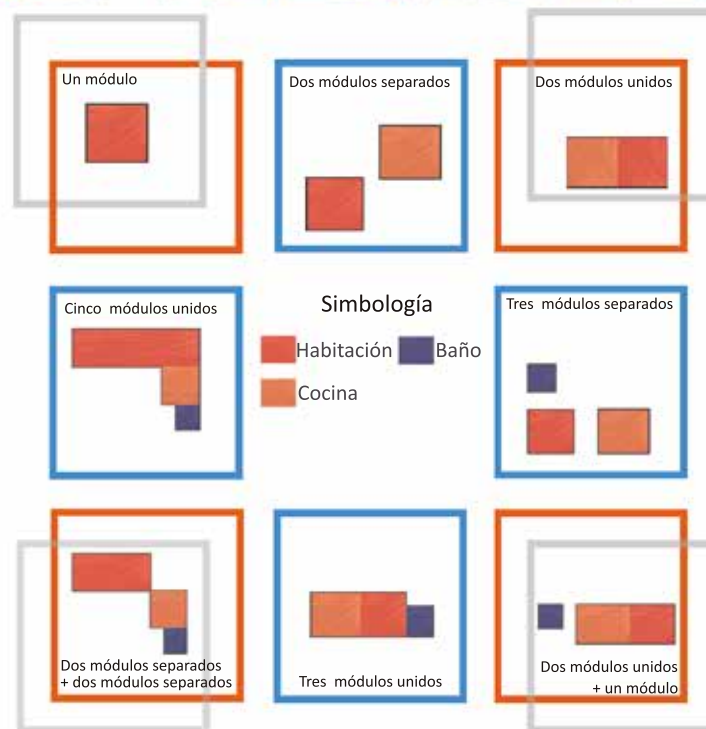 Un módulo
Dos módulos separados
Dos módulos unidos
Cinco módulos unidos
Simbología
Habitación
Baño
Cocina
Tres módulos separados
Dos módulos separados
+ dos módulos separados
Tres módulos unidos
Dos módulos unidos
+ un módulo